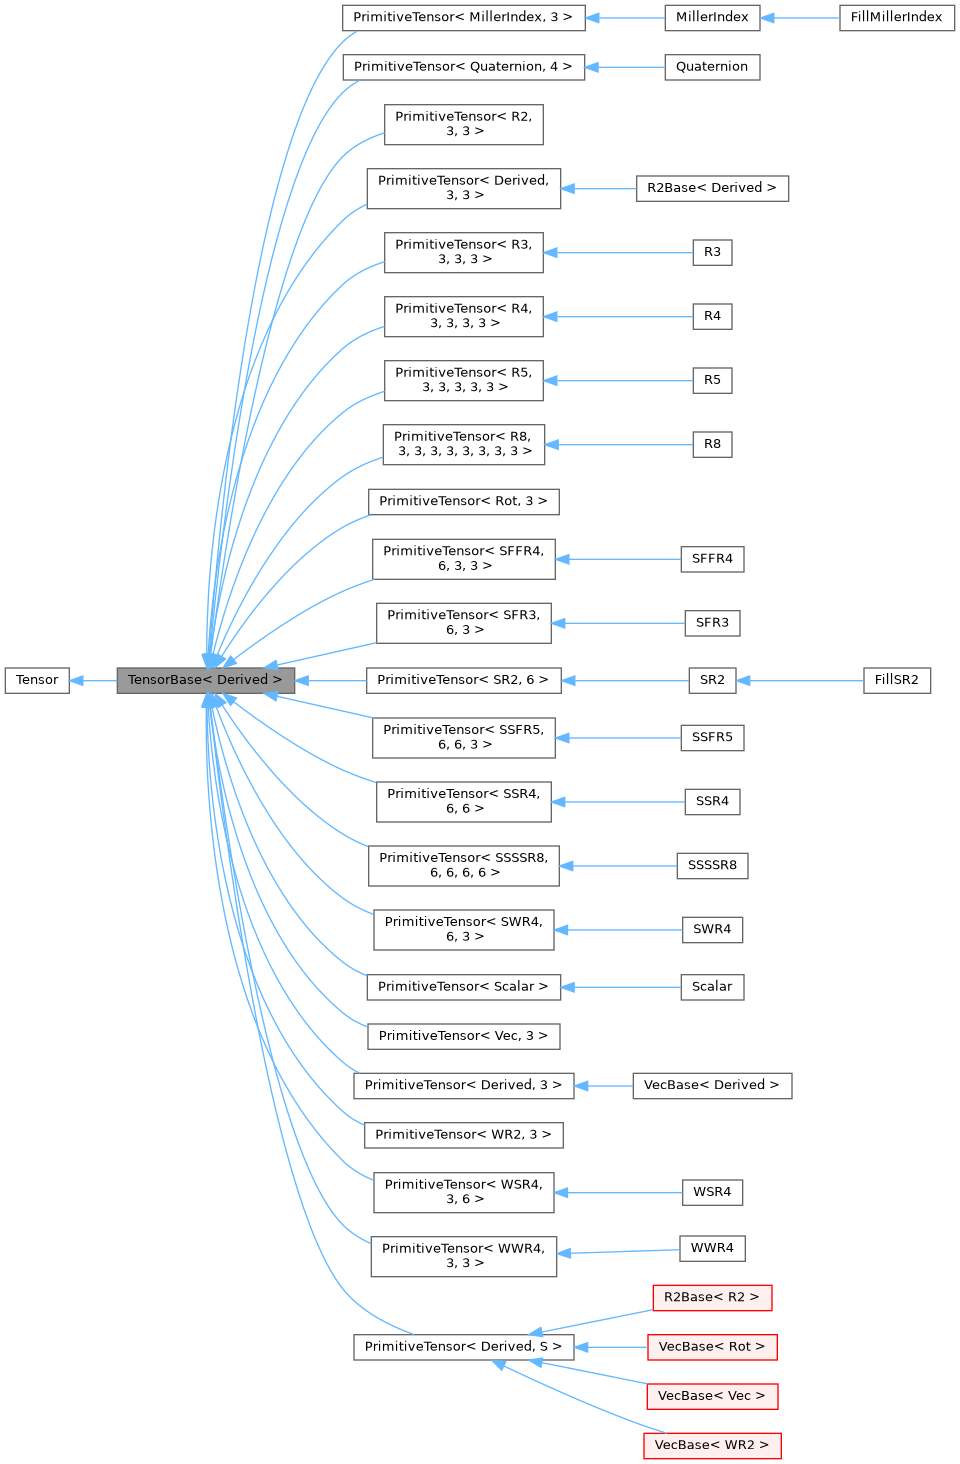 PrimitiveTensor< MillerIndex, 3 >
MillerIndex
FillMillerIndex
PrimitiveTensor< Quaternion, 4 >
Quaternion
PrimitiveTensor< R2,
3, 3 >
PrimitiveTensor< Derived,
3, 3 >
R2Base< Derived >
PrimitiveTensor< R3,
3, 3, 3 >
R3
PrimitiveTensor< R4,
3, 3, 3, 3 >
R4
PrimitiveTensor< R5,
3, 3, 3, 3, 3 >
R5
PrimitiveTensor< R8,
3, 3, 3, 3, 3, 3, 3, 3 >
R8
PrimitiveTensor< Rot, 3 >
PrimitiveTensor< SFFR4,
6, 3, 3 >
SFFR4
PrimitiveTensor< SFR3,
6, 3 >
SFR3
Tensor
TensorBase< Derived >
PrimitiveTensor< SR2, 6 >
SR2
FillSR2
PrimitiveTensor< SSFR5,
6, 6, 3 >
SSFR5
PrimitiveTensor< SSR4,
6, 6 >
SSR4
PrimitiveTensor< SSSSR8,
6, 6, 6, 6 >
SSSSR8
PrimitiveTensor< SWR4,
6, 3 >
SWR4
PrimitiveTensor< Scalar >
Scalar
PrimitiveTensor< Vec, 3 >
PrimitiveTensor< Derived, 3 >
VecBase< Derived >
PrimitiveTensor< WR2, 3 >
PrimitiveTensor< WSR4,
3, 6 >
WSR4
PrimitiveTensor< WWR4,
3, 3 >
WWR4
R2Base< R2 >
PrimitiveTensor< Derived, S >
VecBase< Rot >
VecBase< Vec >
VecBase< WR2 >